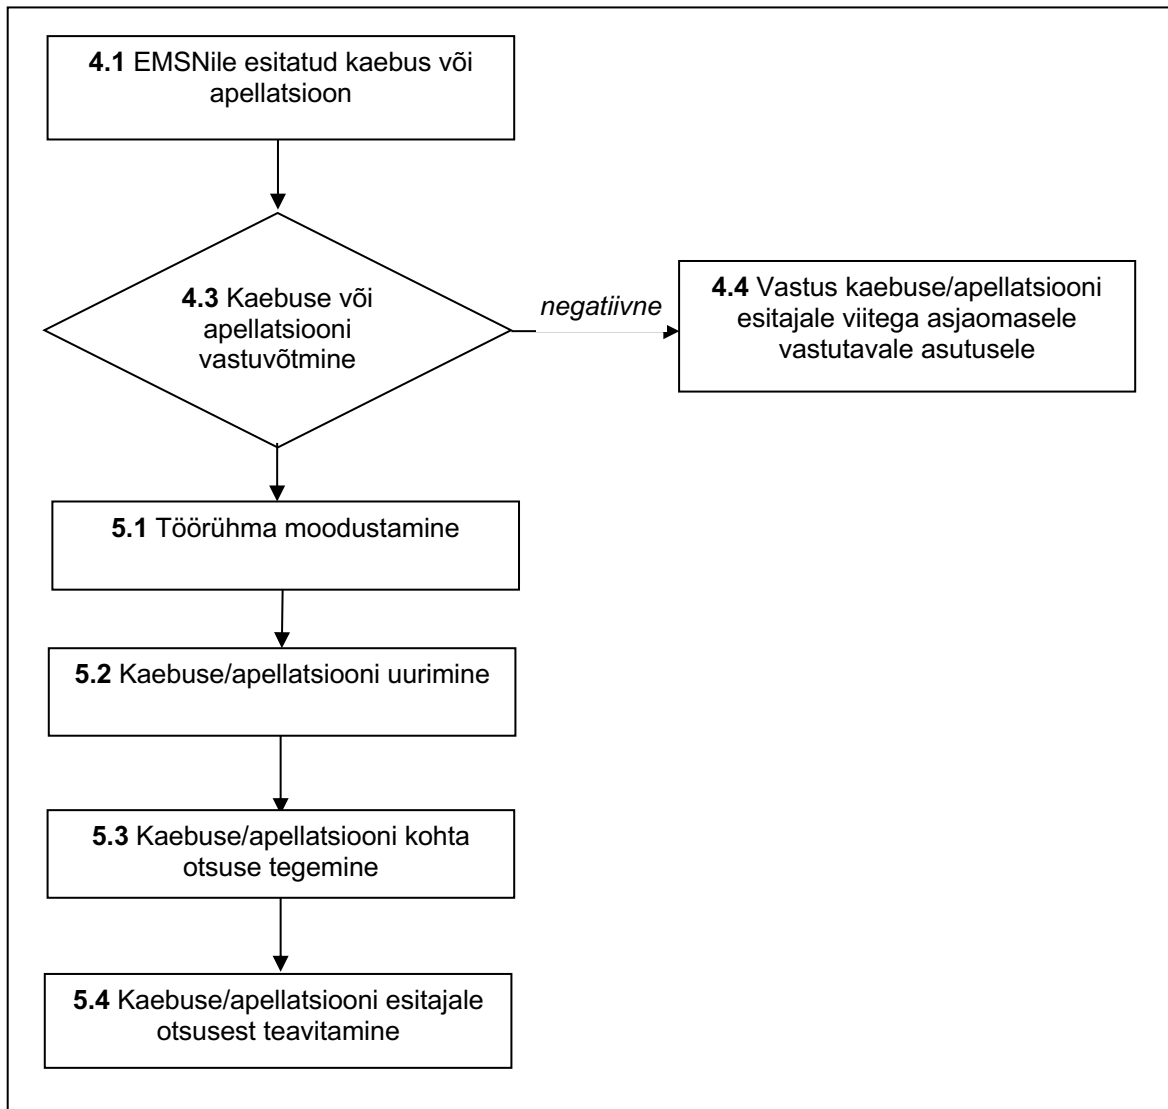 4.1 EMSNile esitatud kaebus või
apellatsioon
4.3 Kaebuse või
apellatsiooni
vastuvõtmine
negatiivne
4.4 Vastus kaebuse/apellatsiooni
esitajale viitega asjaomasele
vastutavale asutusele
5.1 Töörühma moodustamine
5.2 Kaebuse/apellatsiooni uurimine
5.3 Kaebuse/apellatsiooni kohta
otsuse tegemine
5.4 Kaebuse/apellatsiooni esitajale
otsusest teavitamine